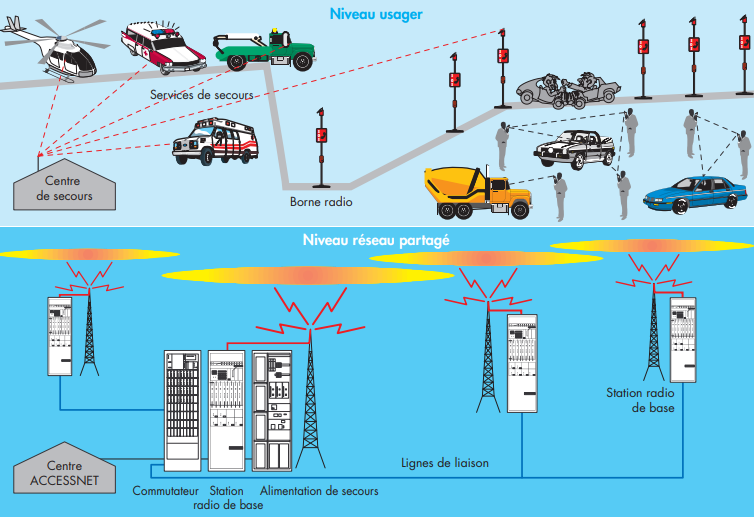 Niveau usager
Services de secours
Centre
de secours
Borne radio
Niveau réseau partagé
Station radio
de base
Centre
ACCESSNET
Lignes de liaison
Commutateur
Station
radio de base
Alimentation de secours